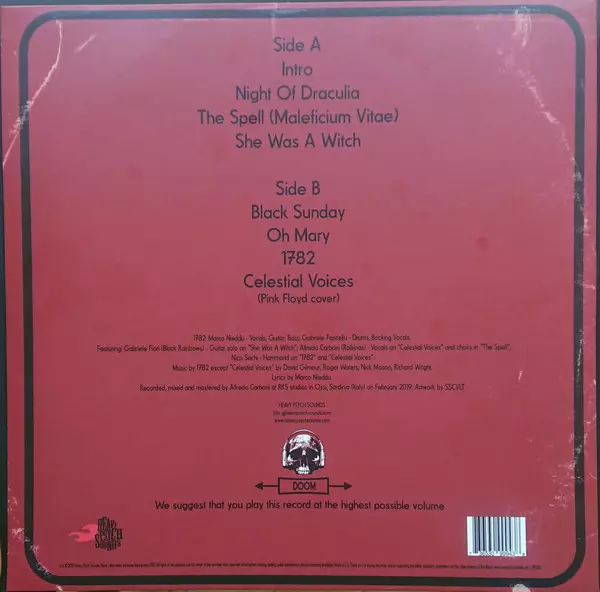 Side A
Intro
Night Of Draculia
The Spell (Maleficium Vitae)
She Was A Witch
Side B
Black Sunday
Oh Mary
1782
Celestial Voices
(Pink Floyd cover)
1782: Marco Nieddu - Vocals, Guitar, Bass; Gabriele Fancellu - Drums, Backing Vocals.
Featuring: Gabriele Fiori (Black Rainbows) - Guitar solo on "She Was A Witch"; Alfredo Carboni - Vocals on "Celestial Voices" and choirs in "The Spell";
Nico Sechi - Hammond on "1782" and "Celestial Voices".
Music by 1782 except "Celestial Voices" by David Gilmour, Roger Waters, Nick Mason, Richard Wright.
Lyrics by Marco Nieddu.
Recorded, mixed and mastered by Alfredo Carboni at RKS studios in Sardinia (Italy) on February 2019. Artwork by SSCVLT
HEAVY PSYCH SOUNDS
www.heavypsychsounds.com
DOOM
We suggest that you play this record at the highest possible volume
HEAVY
PSYCH
SOUNDS